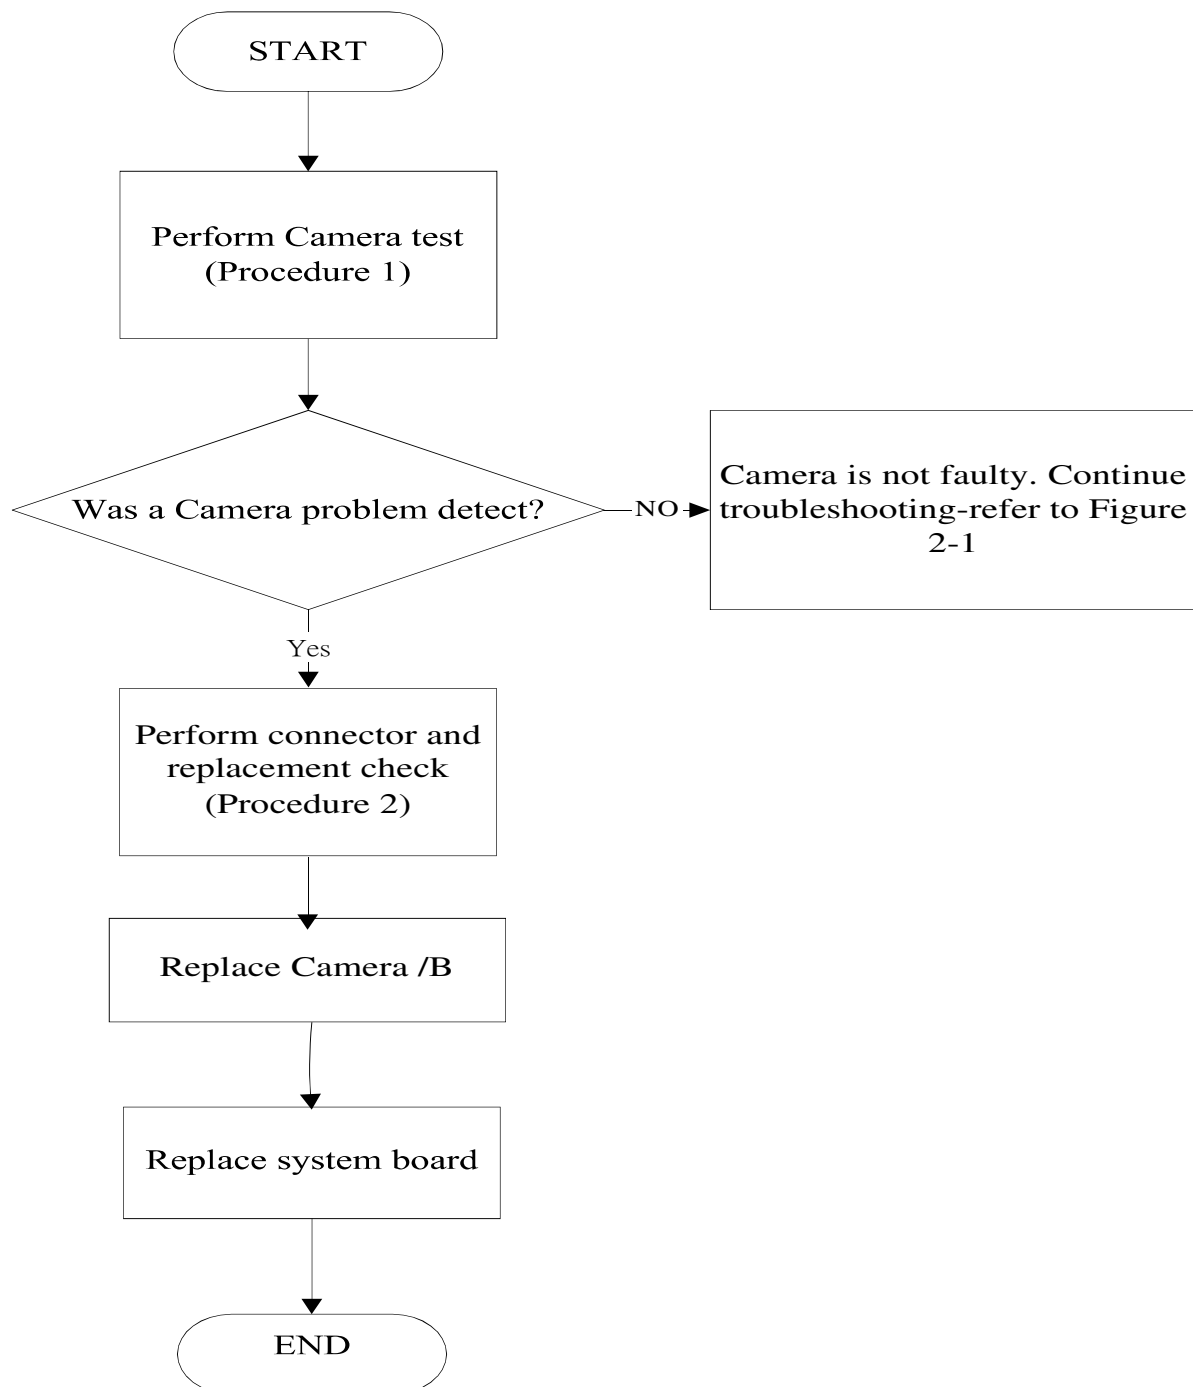 START
Perform Camera test
(Procedure 1)
Was a Camera problem detect?
NO
Camera is not faulty. Continue
troubleshooting-refer to Figure
2-1
Yes
Perform connector and
replacement check
(Procedure 2)
Replace Camera /B
Replace system board
END